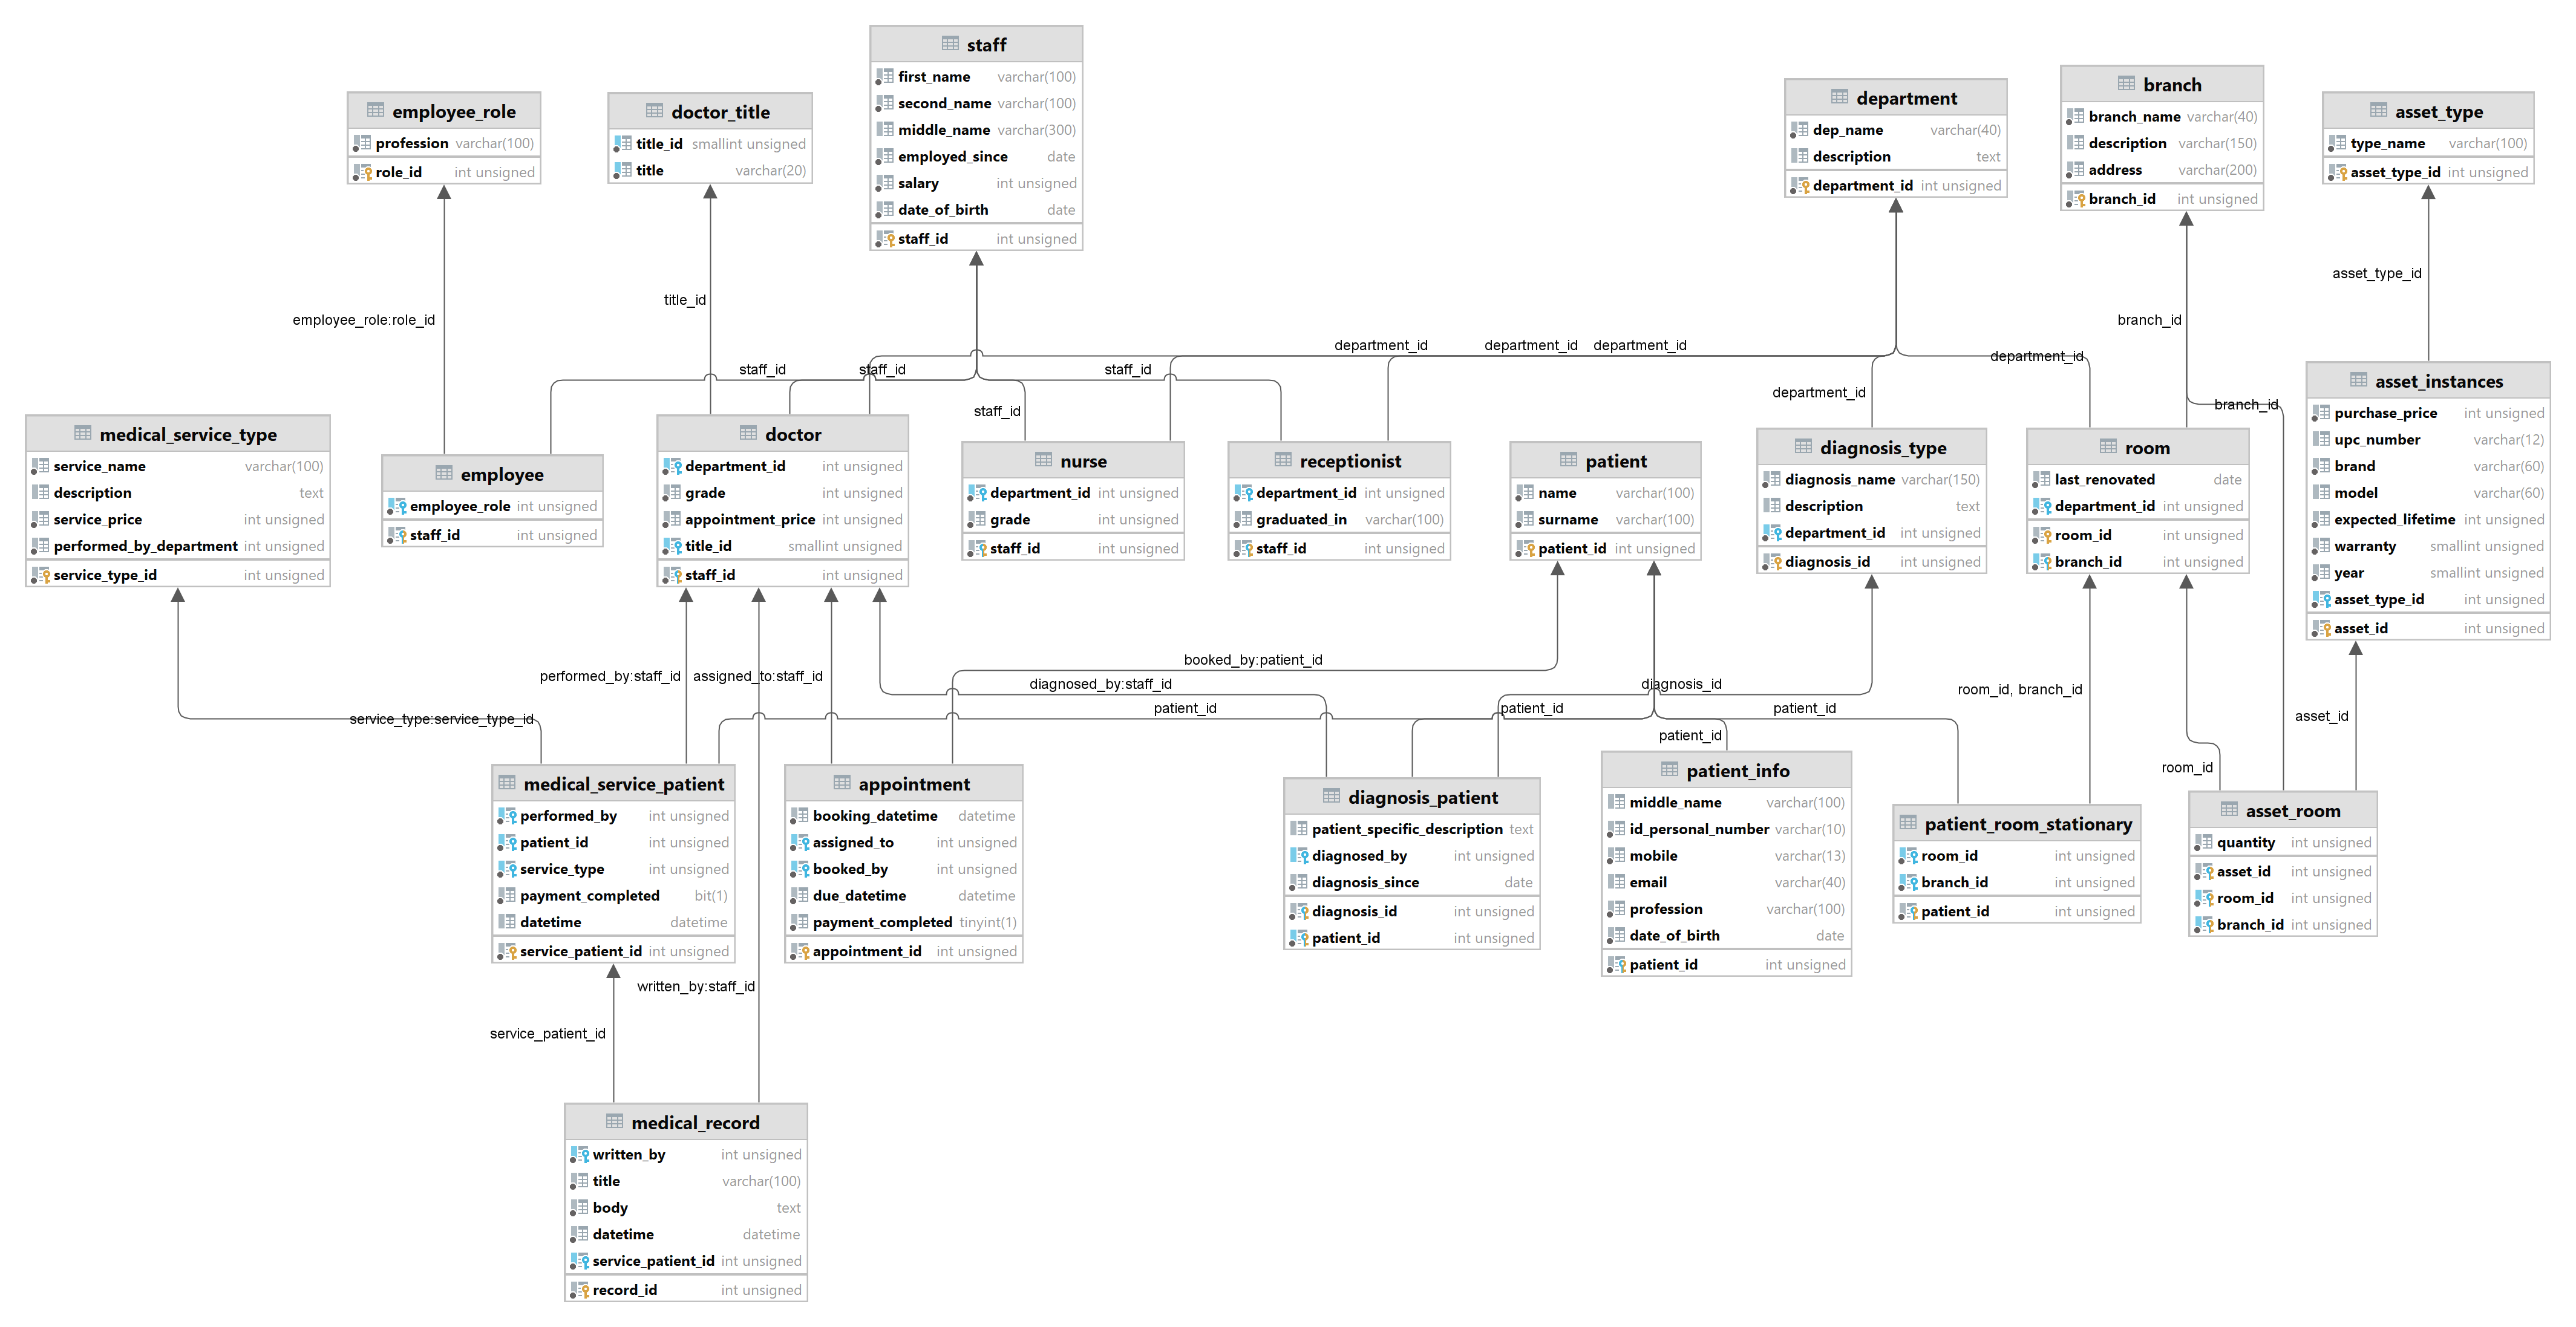 staff
first_name varchar(100)
second_name varchar(100)
middle_name varchar(300)
employed_since date
salary int unsigned
date_of_birth date
staff_id int unsigned
employee_role
profession varchar(100)
role_id int unsigned
doctor_title
title_id smallint unsigned
title varchar(20)
department
dep_name varchar(40)
description text
department_id int unsigned
branch
branch_name varchar(40)
description varchar(150)
address varchar(200)
branch_id int unsigned
asset_type
type_name varchar(100)
asset_type_id int unsigned
employee_role:role_id
title_id
staff_id
staff_id
staff_id
staff_id
department_id
department_id
department_id
department_id
department_id
branch_id
branch_id
asset_type_id
medical_service_type
service_name varchar(100)
description text
service_price int unsigned
performed_by_department int unsigned
service_type_id int unsigned
employee
employee_role int unsigned
staff_id int unsigned
doctor
department_id int unsigned
grade int unsigned
appointment_price int unsigned
title_id smallint unsigned
staff_id int unsigned
nurse
department_id int unsigned
grade int unsigned
staff_id int unsigned
receptionist
department_id int unsigned
graduated_in varchar(100)
staff_id int unsigned
patient
name varchar(100)
surname varchar(100)
patient_id int unsigned
diagnosis_type
diagnosis_name varchar(150)
description text
department_id int unsigned
diagnosis_id int unsigned
room
last_renovated date
department_id int unsigned
room_id int unsigned
branch_id int unsigned
asset_instances
purchase_price int unsigned
upc_number varchar(12)
brand varchar(60)
model varchar(60)
expected_lifetime int unsigned
warranty smallint unsigned
year smallint unsigned
asset_type_id int unsigned
asset_id int unsigned
service_type:service_type_id
performed_by:staff_id
assigned_to:staff_id
booked_by:patient_id
diagnosed_by:staff_id
patient_id
patient_id
diagnosis_id
patient_id
patient_id
room_id, branch_id
room_id
asset_id
medical_service_patient
performed_by int unsigned
patient_id int unsigned
service_type int unsigned
payment_completed bit(1)
datetime datetime
service_patient_id int unsigned
appointment
booking_datetime datetime
assigned_to int unsigned
booked_by int unsigned
due_datetime datetime
payment_completed tinyint(1)
appointment_id int unsigned
diagnosis_patient
patient_specific_description text
diagnosed_by int unsigned
diagnosis_since date
diagnosis_id int unsigned
patient_id int unsigned
patient_info
middle_name varchar(100)
id_personal_number varchar(10)
mobile varchar(13)
email varchar(40)
profession varchar(100)
date_of_birth date
patient_id int unsigned
patient_room_stationary
room_id int unsigned
branch_id int unsigned
patient_id int unsigned
asset_room
quantity int unsigned
asset_id int unsigned
room_id int unsigned
branch_id int unsigned
service_patient_id
written_by:staff_id
medical_record
written_by int unsigned
title varchar(100)
body text
datetime datetime
service_patient_id int unsigned
record_id int unsigned